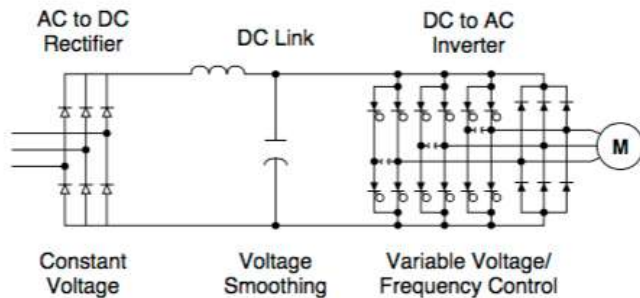 AC to DC
Rectifier
DC Link
DC to AC
Inverter
M
Constant
Voltage
Voltage
Smoothing
Variable Voltage/
Frequency Control